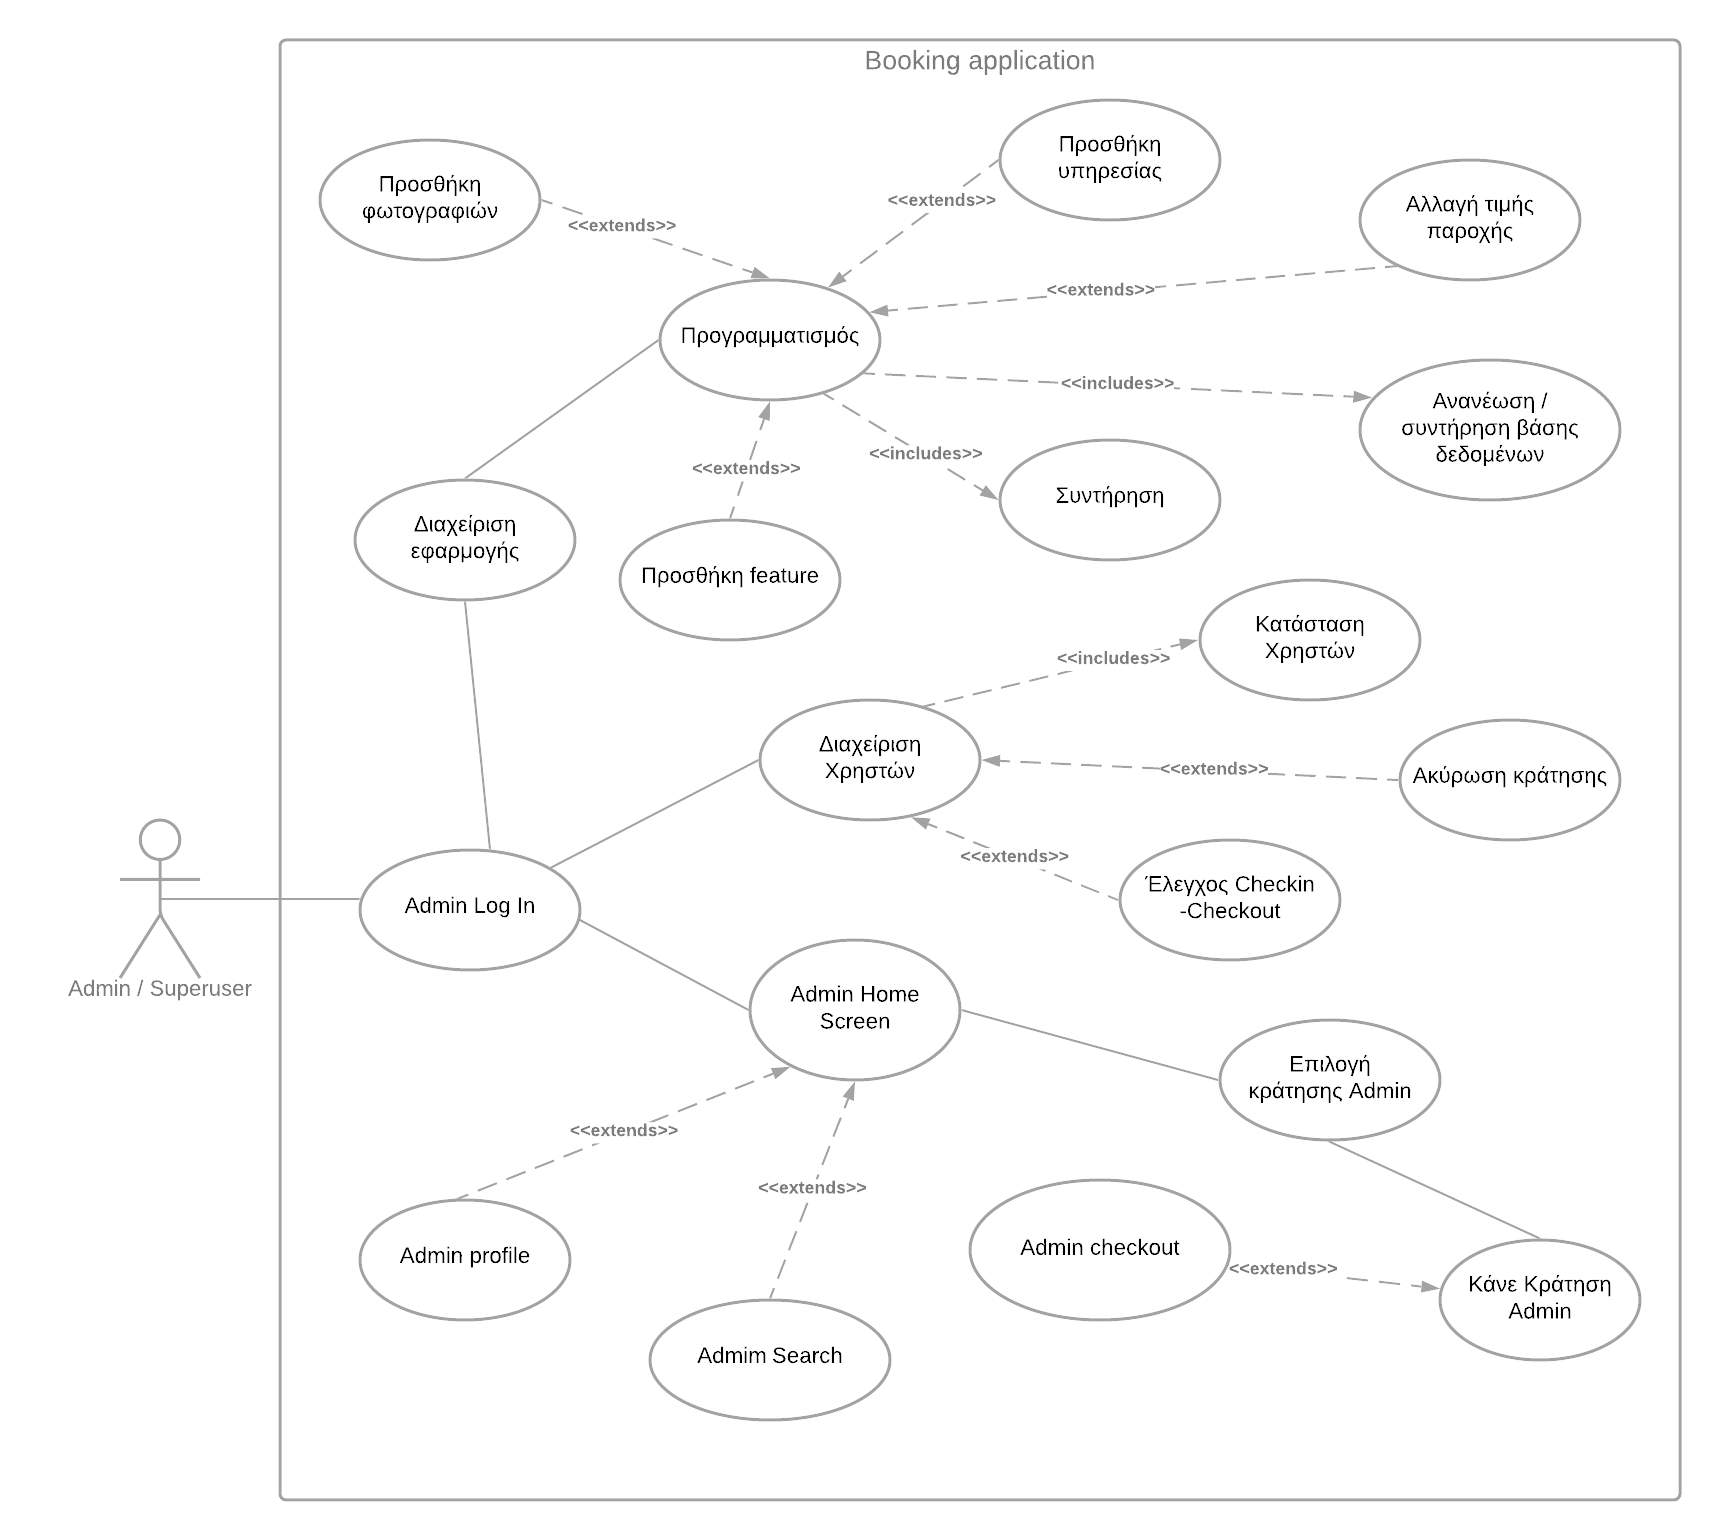 Booking application
Προσθήκη
υπηρεσίας
Προσθήκη
φωτογραφιών
<<extends>>
<<extends>>
Αλλαγή τιμής
παροχής
<<extends>>
Προγραμματισμός
<<includes>>
Ανανέωση /
συντήρηση βάσης
δεδομένων
<<extends>>
<<includes>>
Συντήρηση
Διαχείριση
εφαρμογής
Προσθήκη feature
Κατάσταση
Χρηστών
<<includes>>
Διαχείριση
Χρηστών
<<extends>>
Ακύρωση κράτησης
<<extends>>
Έλεγχος Checkin
-Checkout
Admin Log In
Admin / Superuser
Admin Home
Screen
Επιλογή
κράτησης Admin
<<extends>>
<<extends>>
Admin profile
Admin checkout
<<extends>>
Κάνε Κράτηση
Admin
Admim Search